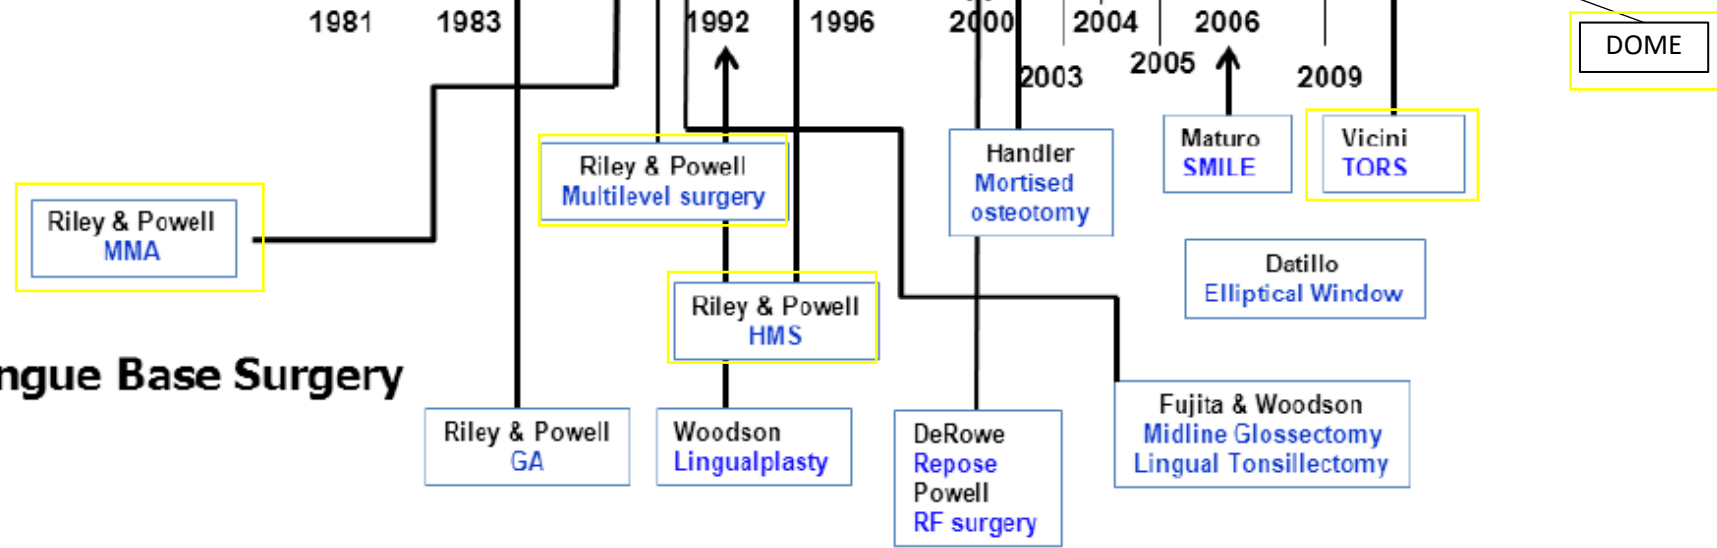 1981 1983 1992 1996 2000 2004 2006
DOME
2003 2005 2009
Riley & Powell
MMA
Riley & Powell
Multilevel surgery
Handler
Mortised
osteotomy
Maturo
SMILE
Vicini
TORS
Datillo
Elliptical Window
Riley & Powell
HMS
ngue Base Surgery
Riley & Powell
GA
Woodson
Lingualplasty
DeRowe
Repose
Powell
RF surgery
Fujita & Woodson
Midline Glossectomy
Lingual Tonsillectomy